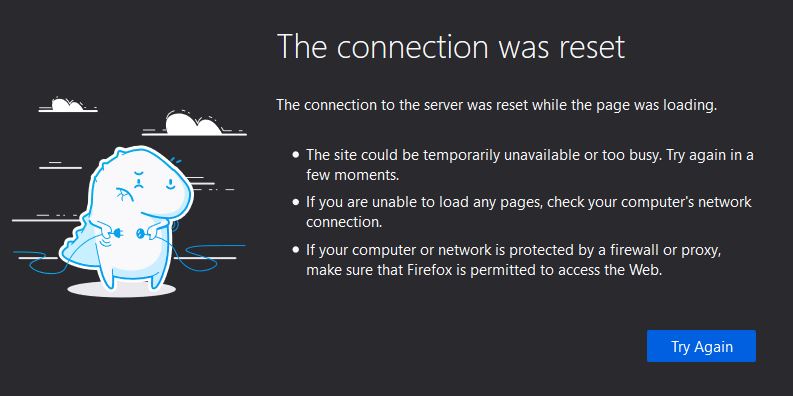 The connection was reset
The connection to the server was reset while the page was loading.
• The site could be temporarily unavailable or too busy. Try again in a
few moments.
• If you are unable to load any pages, check your computer's network
connection.
• If your computer or network is protected by a firewall or proxy,
make sure that Firefox is permitted to access the Web.
Try Again